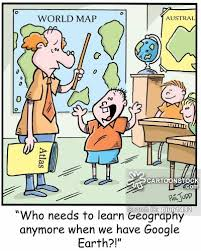 WORLD MAP
AUSTRAL
Atlas
CARTOONSTOCK
.com
"Who needs to learn Geography
anymore when we have Google
Earth?!"